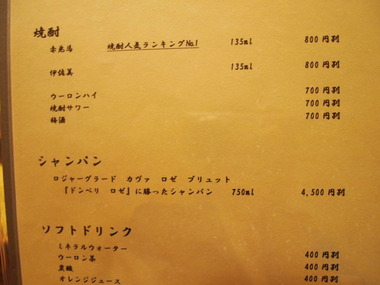 焼酎
赤兎馬 焼酎人気ランキングNo.1 135ml 800円別
伊佐美 135ml 800円別
ウーロンハイ 700円別
焼酎サワー 700円別
梅酒 700円別
シャンパン
ロジャーグラード カヴァ ロゼ ブリュット
『ドンペリ ロゼ』に勝ったシャンパン 750ml 4,500円別
ソフトドリンク
ミネラルウォーター
ウーロン茶 400円別
黒酢 400円別
オレンジジュース 400円別